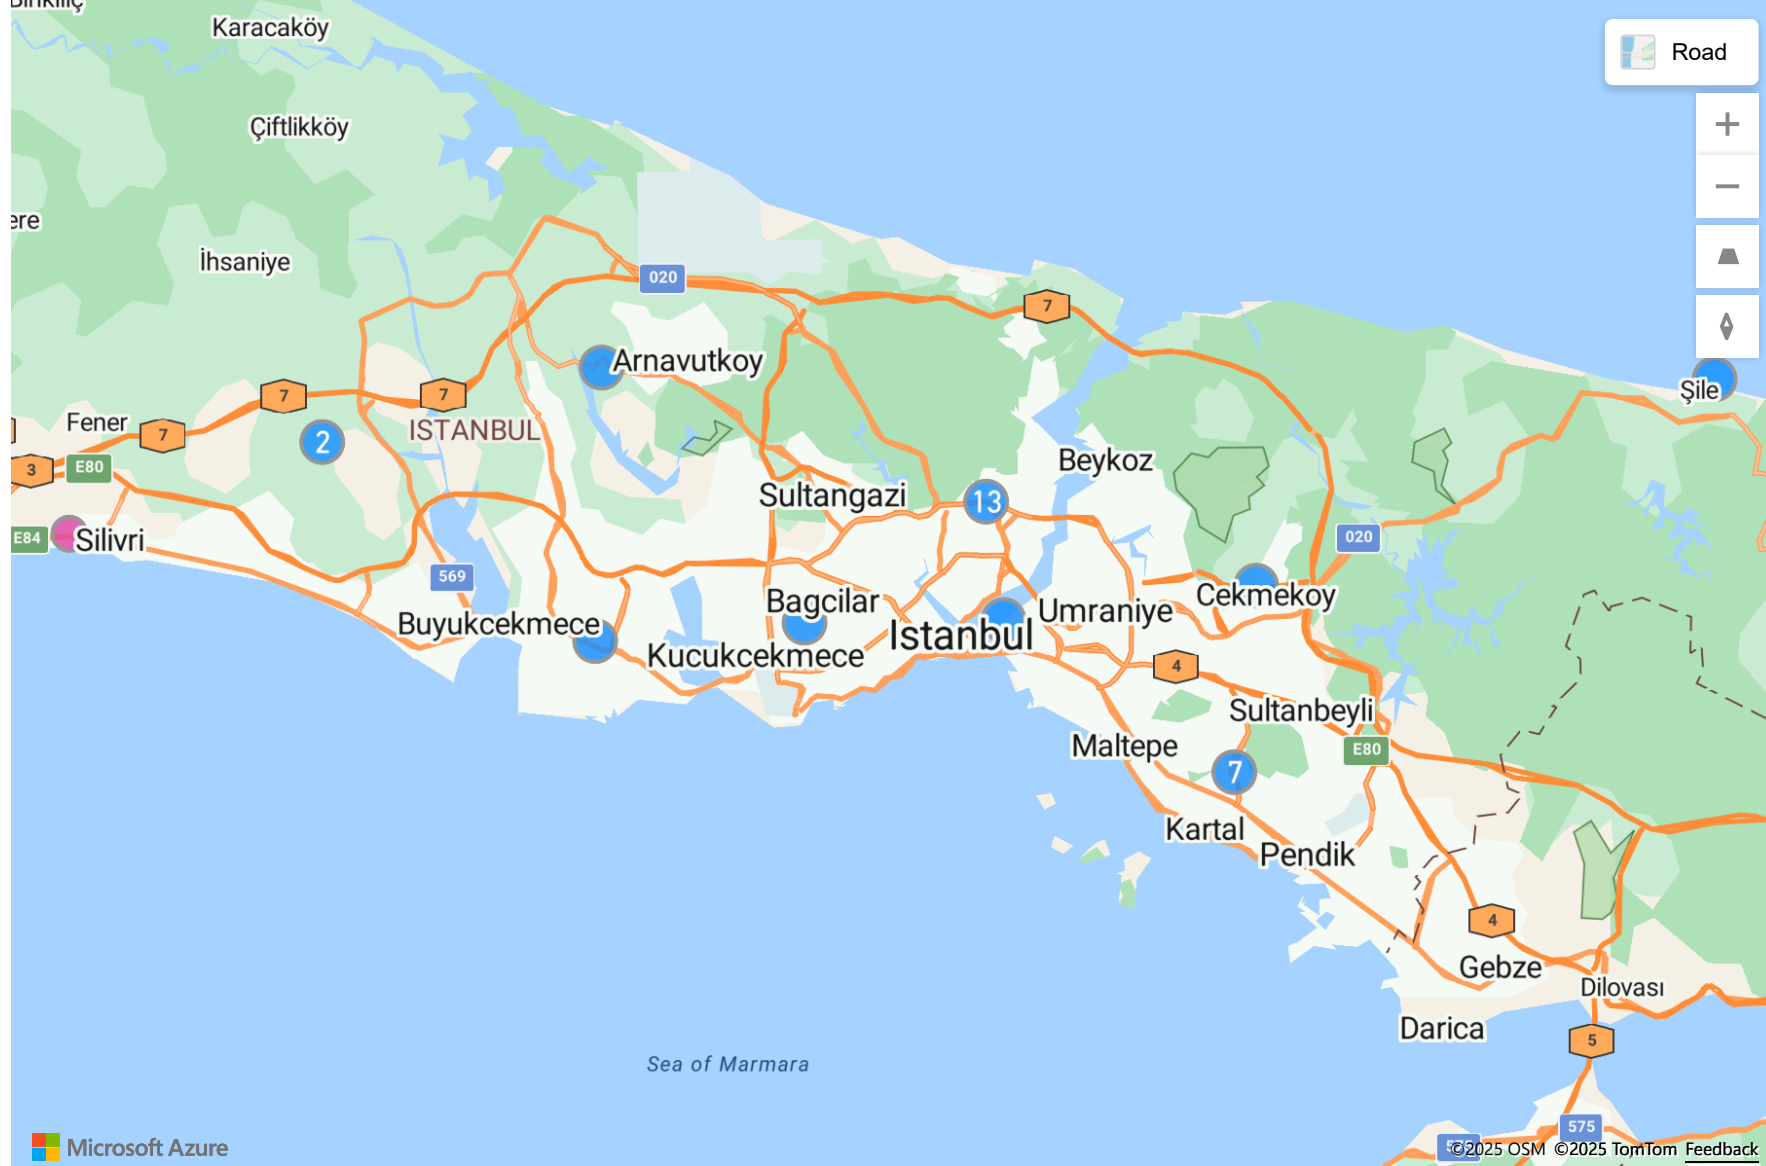 Karacaköy
Road
Çiftlikköy
ere
İhsaniye
020
7
Arnavutkoy
Şile
7
7
Fener
7
ISTANBUL
2
3
E80
Beykoz
Sultangazi
13
E84
Silivri
020
569
Bagcilar
Cekmekoy
Buyukcekmece
Umraniye
Istanbul
Kucukcekmece
4
Sultanbeyli
Maltepe
E80
7
Kartal
Pendik
4
Gebze
Dilovası
Darica
5
Sea of Marmara
575
Microsoft Azure
©2025 OSM ©2025 TomTom Feedback